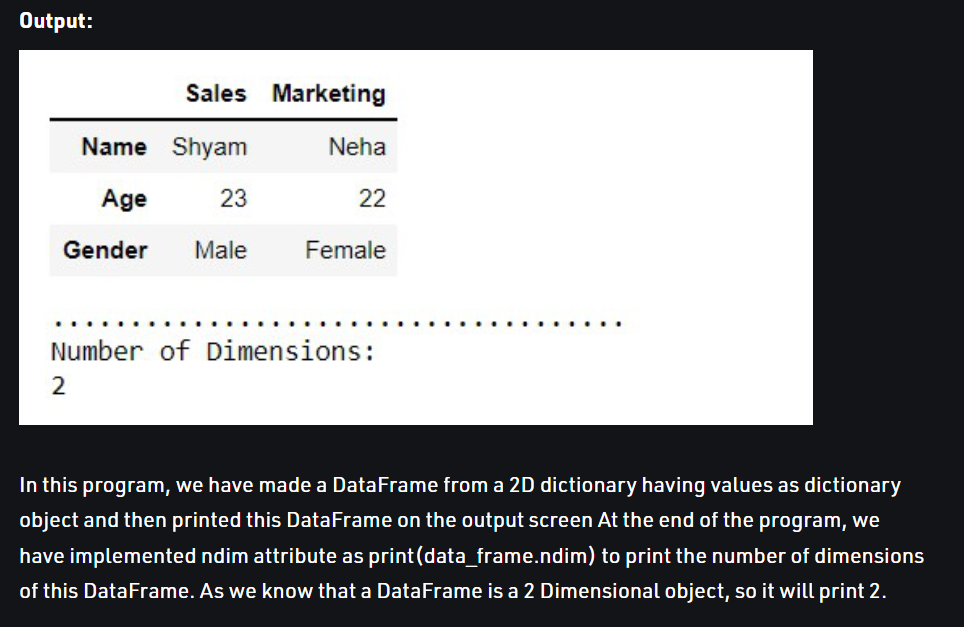 Output:
Sales Marketing
Name Shyam Neha
Age 23 22
Gender Male Female
.....................................
Number of Dimensions:
2
In this program, we have made a DataFrame from a 2D dictionary having values as dictionary
object and then printed this DataFrame on the output screen At the end of the program, we
have implemented ndim attribute as print(data_frame.ndim) to print the number of dimensions
of this DataFrame. As we know that a DataFrame is a 2 Dimensional object, so it will print 2.